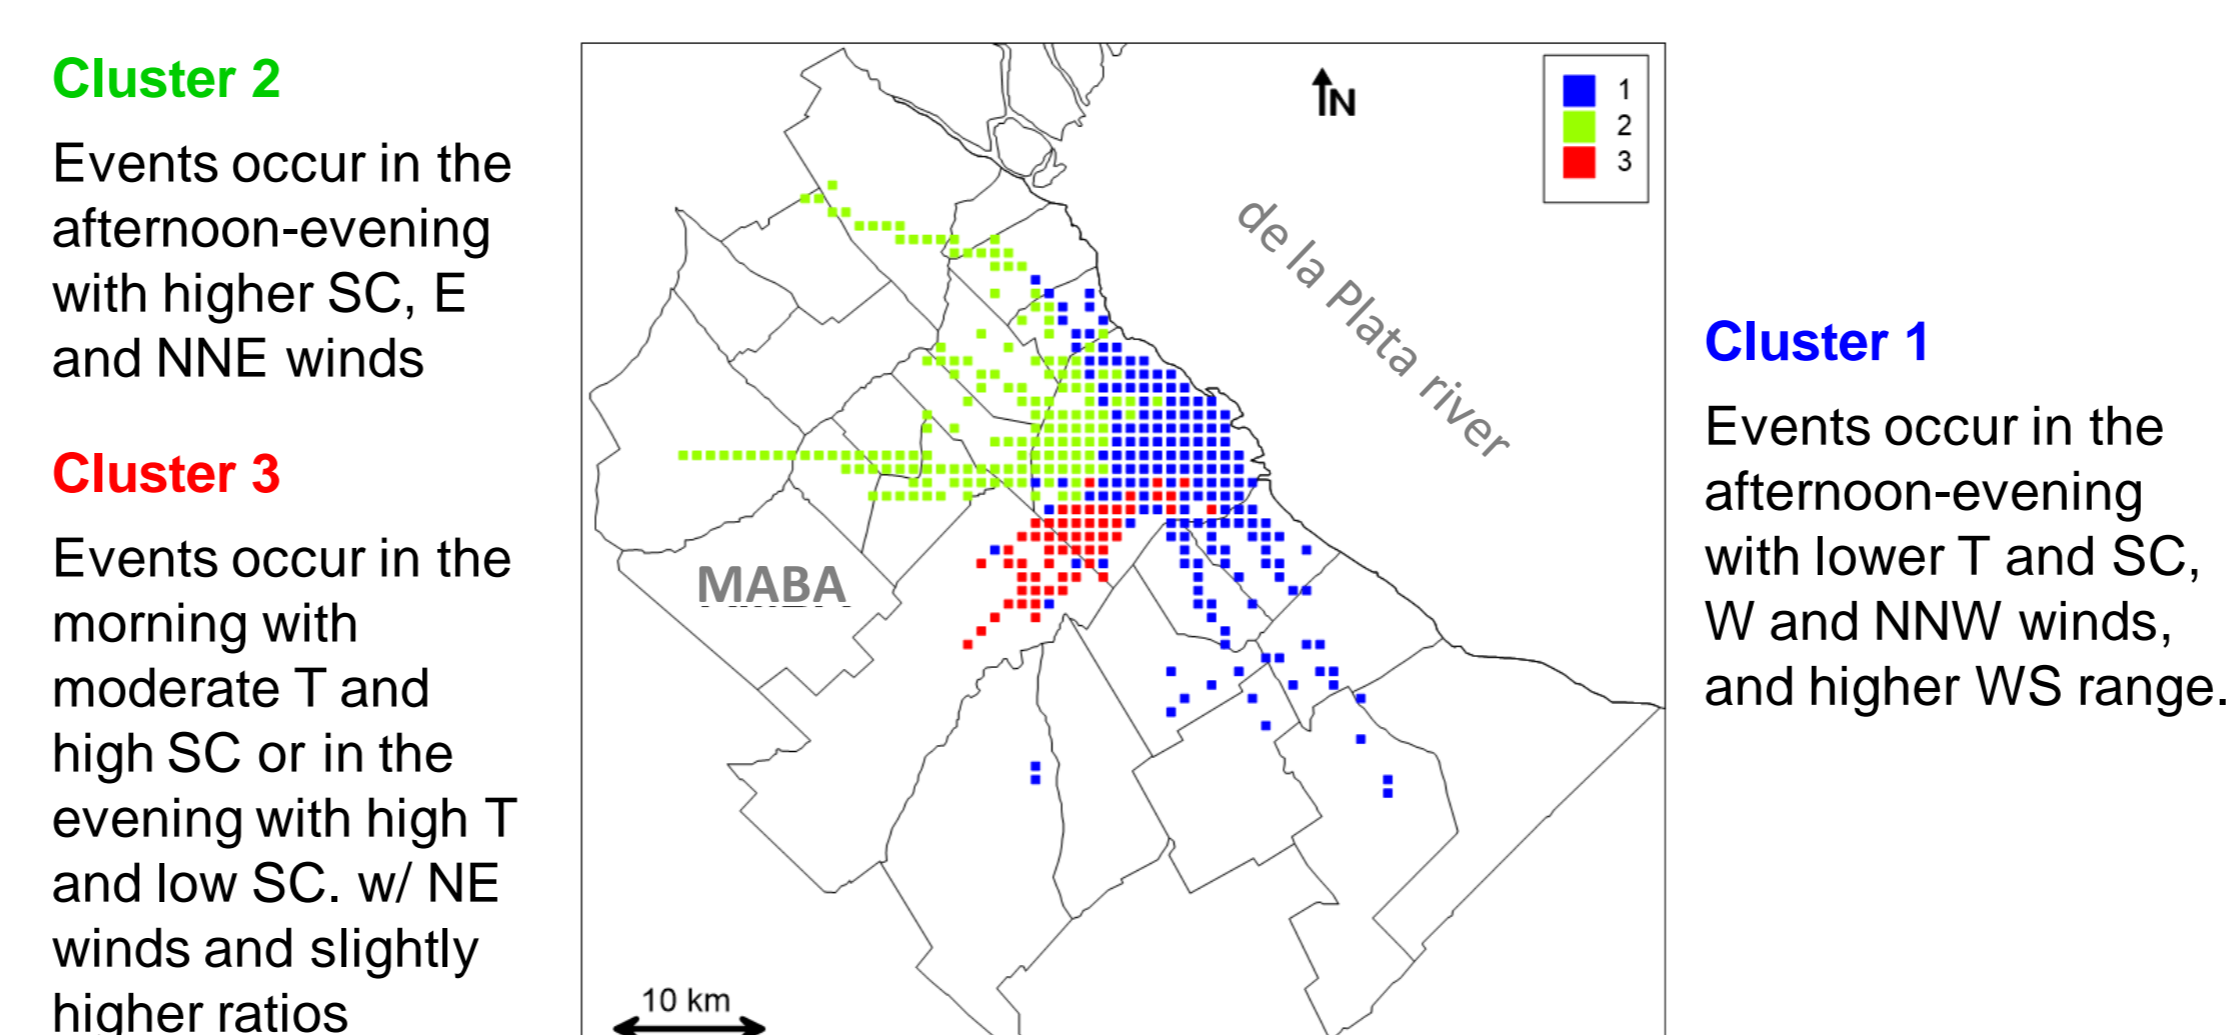 Cluster 2
Events occur in the
afternoon-evening
with higher SC, E
and NNE winds
Cluster 3
Events occur in the
morning with
moderate T and
high SC or in the
evening with high T
and low SC. w/ NE
winds and slightly
higher ratios
N
1
2
3
de la Plata river
MABA
10 km
Cluster 1
Events occur in the
afternoon-evening
with lower T and SC,
W and NNW winds,
and higher WS range.